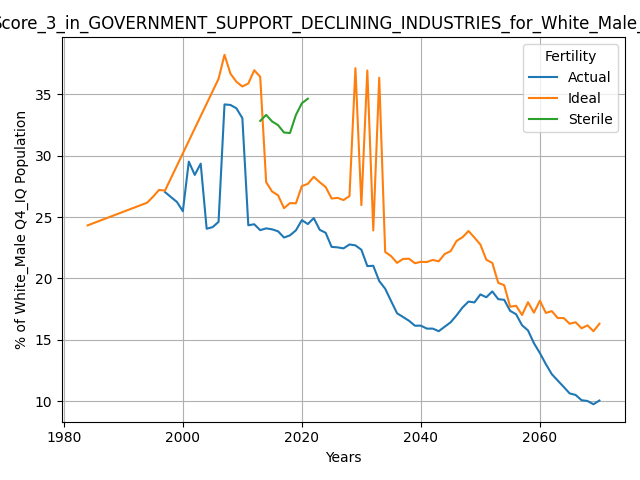 Score_3_in_GOVERNMENT_SUPPORT_DECLINING_INDUSTRIES_for_White_Male_
Fertility
Actual
Ideal
Sterile
% of White_Male Q4_IQ Population
35
30
25
20
15
10
1980 2000 2020 2040 2060
Years